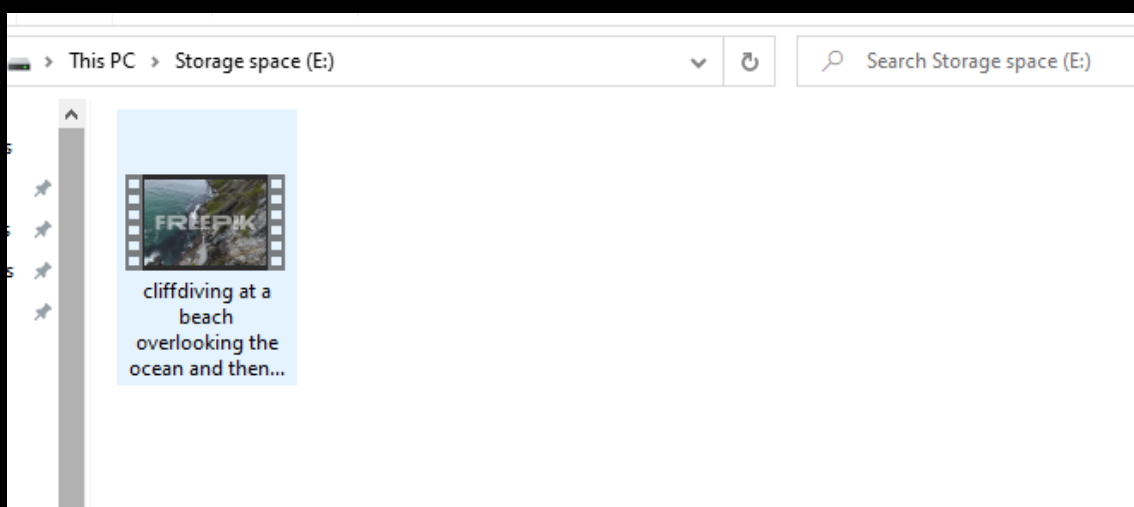 This PC > Storage space (E:)
Search Storage space (E:)
FREEPIK
cliffdiving at a
beach
overlooking the
ocean and then...